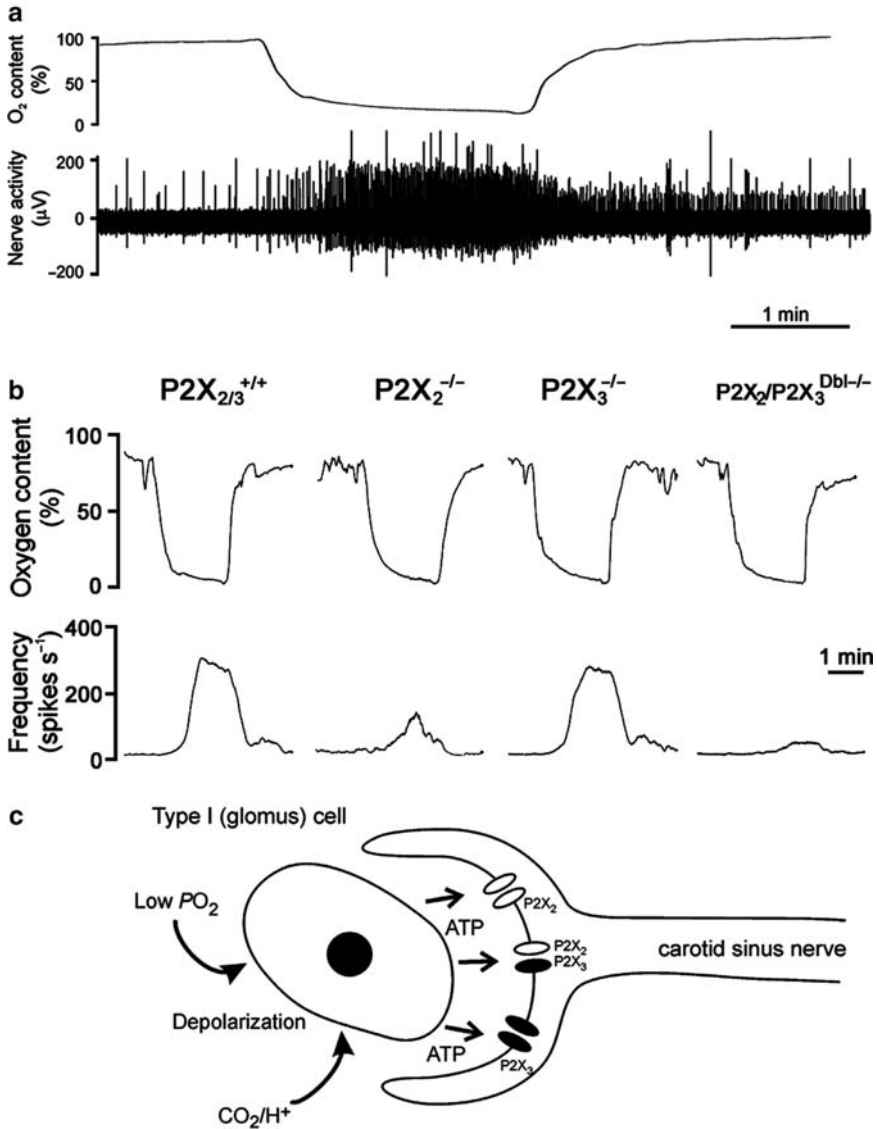 a
O₂ content
(%)
100
50
0
Nerve activity
(µV)
200
0
−200
1 min
b
P2X₂/₃⁺/⁺
P2X₂⁻/⁻
P2X₃⁻/⁻
P2X₂/P2X₃ᴰᵇˡ⁻/⁻
Oxygen content
(%)
100
50
0
Frequency
(spikes s⁻¹)
400
200
0
1 min
c
Type I (glomus) cell
Low PO₂
Depolarization
CO₂/H⁺
ATP
ATP
P2X₂
P2X₂
P2X₃
P2X₃
carotid sinus nerve